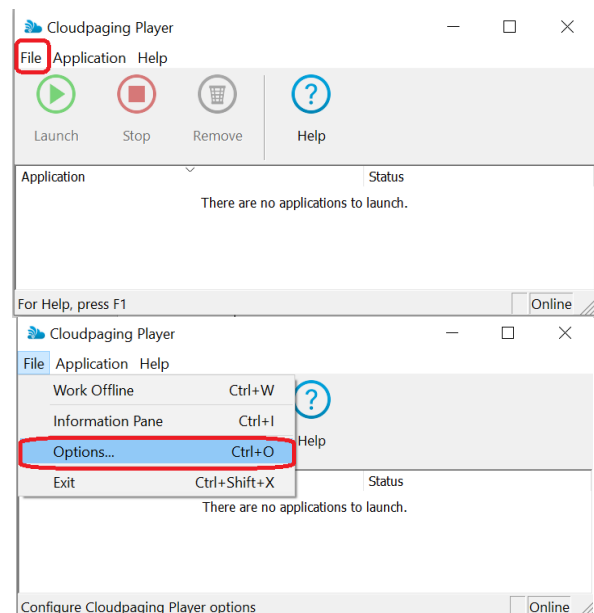 Cloudpaging Player
File Application Help
Launch Stop Remove Help
Application Status
There are no applications to launch.
For Help, press F1 Online
Cloudpaging Player
File Application Help
Work Offline Ctrl+W
Information Pane Ctrl+I
Help
Options... Ctrl+O
Exit Ctrl+Shift+X Status
There are no applications to launch.
Configure Cloudpaging Player options Online